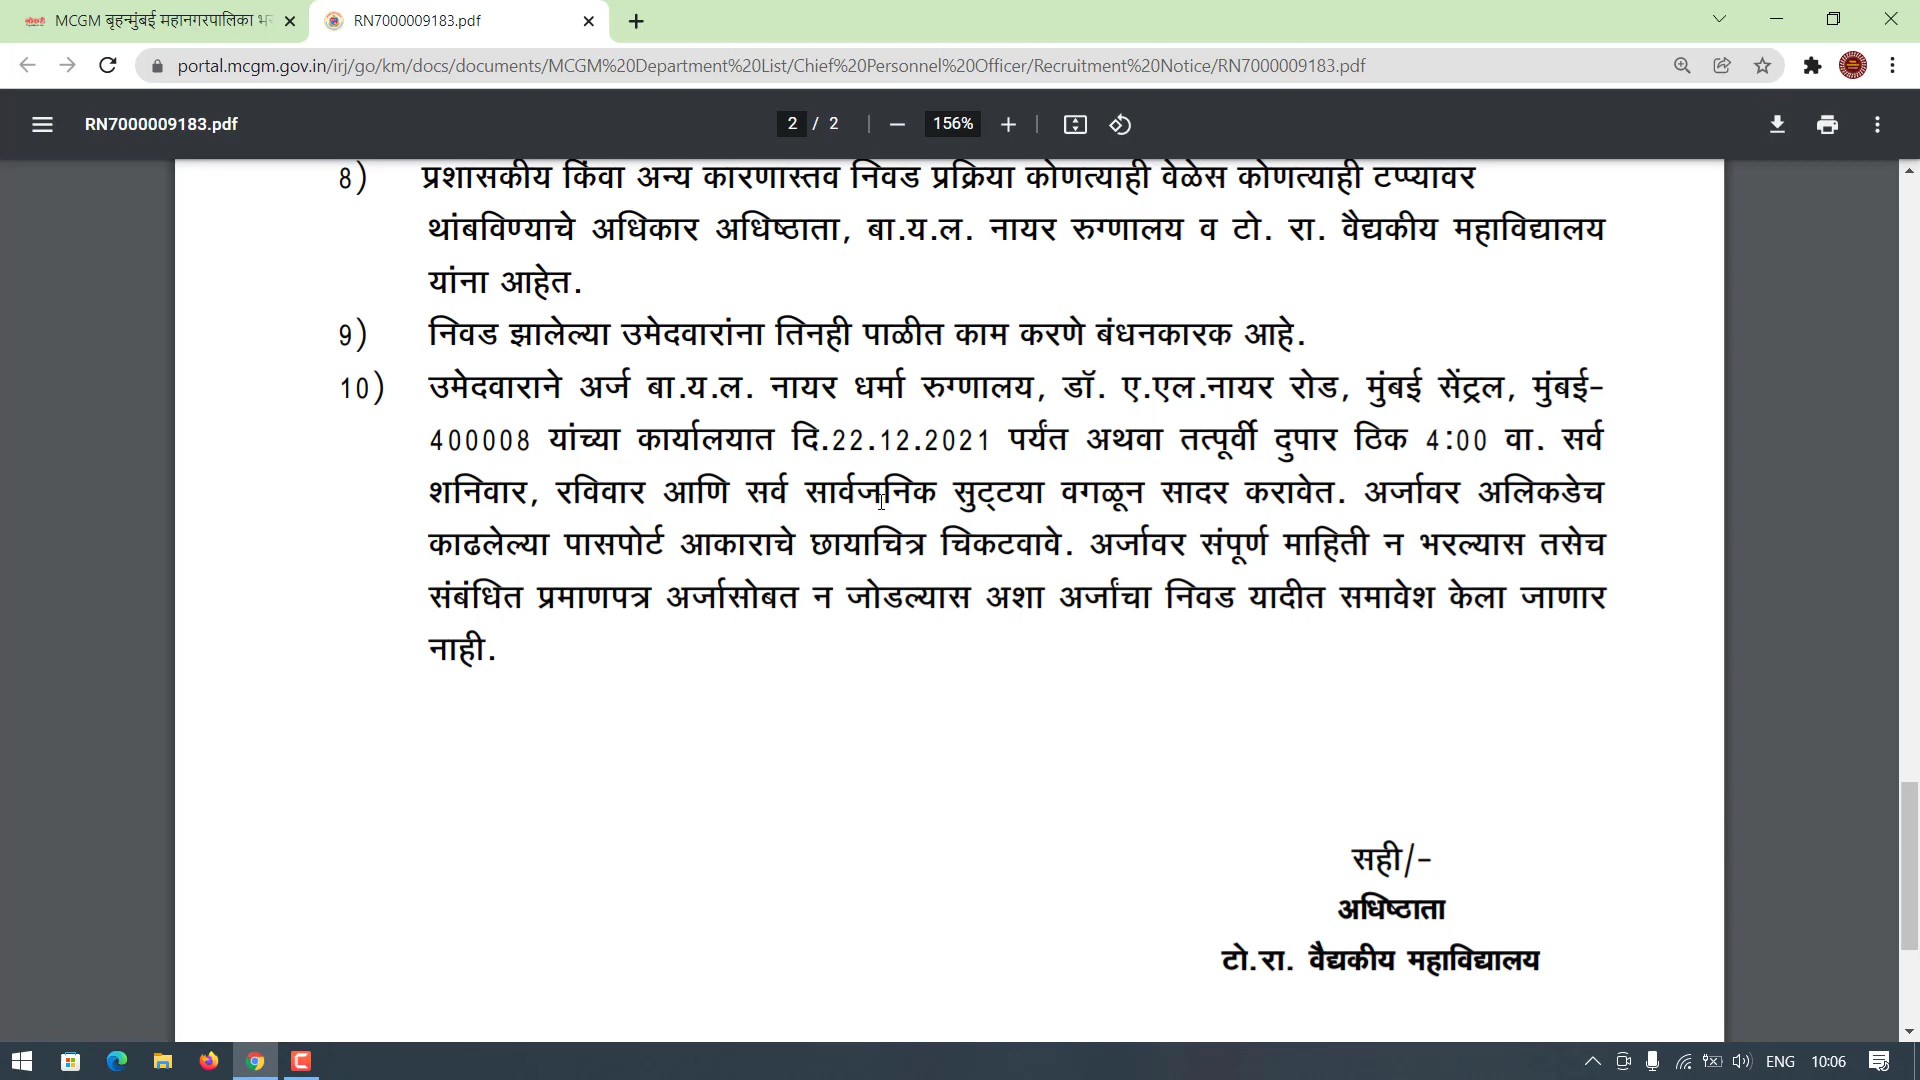 MCGM बृहन्मुंबई महानगरपालिका भर
RN7000009183.pdf
portal.mcgm.gov.in/irj/go/km/docs/documents/MCGM%20Department%20List/Chief%20Personnel%20Officer/Recruitment%20Notice/RN7000009183.pdf
RN7000009183.pdf
2 / 2
156%
8) प्रशासकीय किंवा अन्य कारणास्तव निवड प्रक्रिया कोणत्याही वेळेस कोणत्याही टप्प्यावर
थांबविण्याचे अधिकार अधिष्ठाता, बा.य.ल. नायर रुग्णालय व टो. रा. वैद्यकीय महाविद्यालय
यांना आहेत.
9) निवड झालेल्या उमेदवारांना तिनही पाळीत काम करणे बंधनकारक आहे.
10) उमेदवाराने अर्ज बा.य.ल. नायर धर्मा रुग्णालय, डॉ. ए.एल.नायर रोड, मुंबई सेंट्रल, मुंबई-
400008 यांच्या कार्यालयात दि.22.12.2021 पर्यंत अथवा तत्पूर्वी दुपार ठिक 4:00 वा. सर्व
शनिवार, रविवार आणि सर्व सार्वजनिक सुट्टया वगळून सादर करावेत. अर्जावर अलिकडेच
काढलेल्या पासपोर्ट आकाराचे छायाचित्र चिकटवावे. अर्जावर संपूर्ण माहिती न भरल्यास तसेच
संबंधित प्रमाणपत्र अर्जासोबत न जोडल्यास अशा अर्जांचा निवड यादीत समावेश केला जाणार
नाही.
सही/-
अधिष्ठाता
टो.रा. वैद्यकीय महाविद्यालय
ENG
10:06